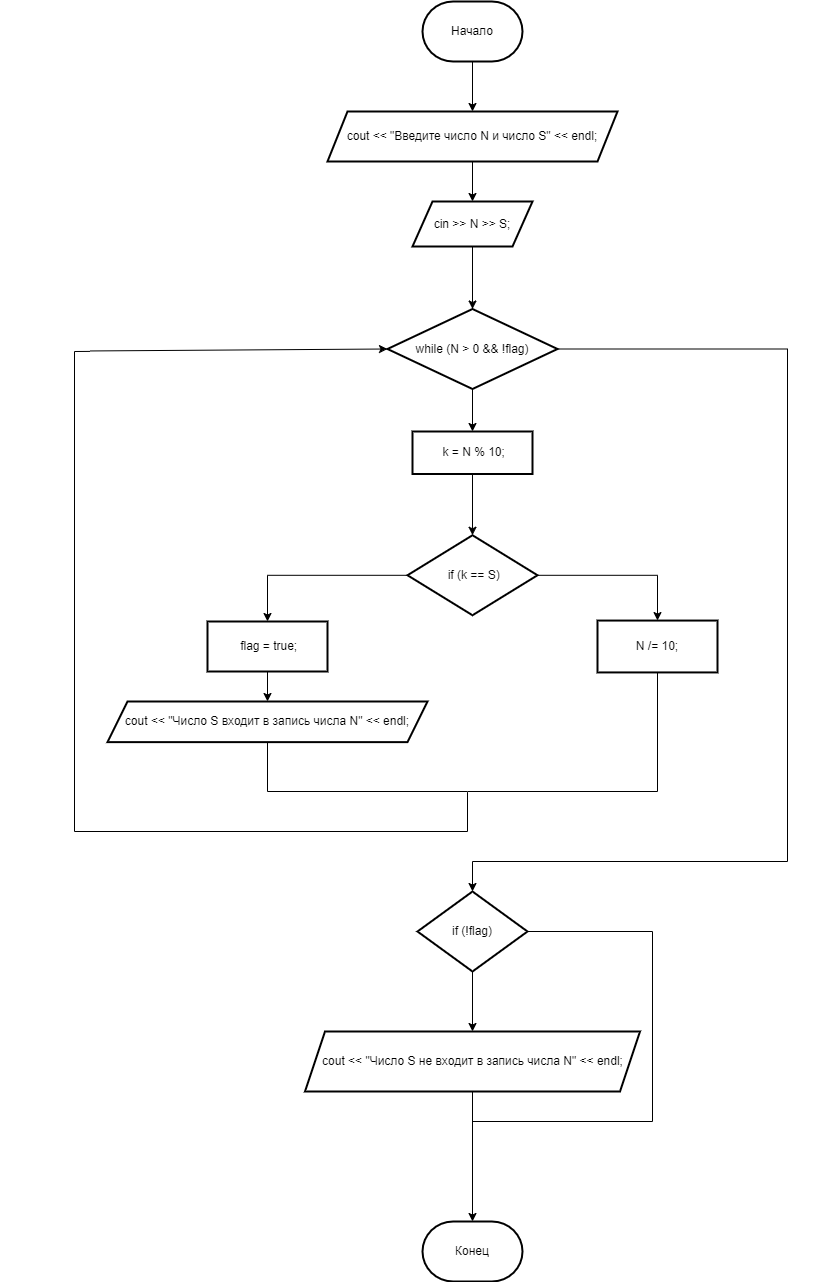 Начало
cout << "Введите число N и число S" << endl;
cin >> N >> S;
while (N > 0 && !flag)
k = N % 10;
if (k == S)
flag = true;
N /= 10;
cout << "Число S входит в запись числа N" << endl;
if (!flag)
cout << "Число S не входит в запись числа N" << endl;
Конец